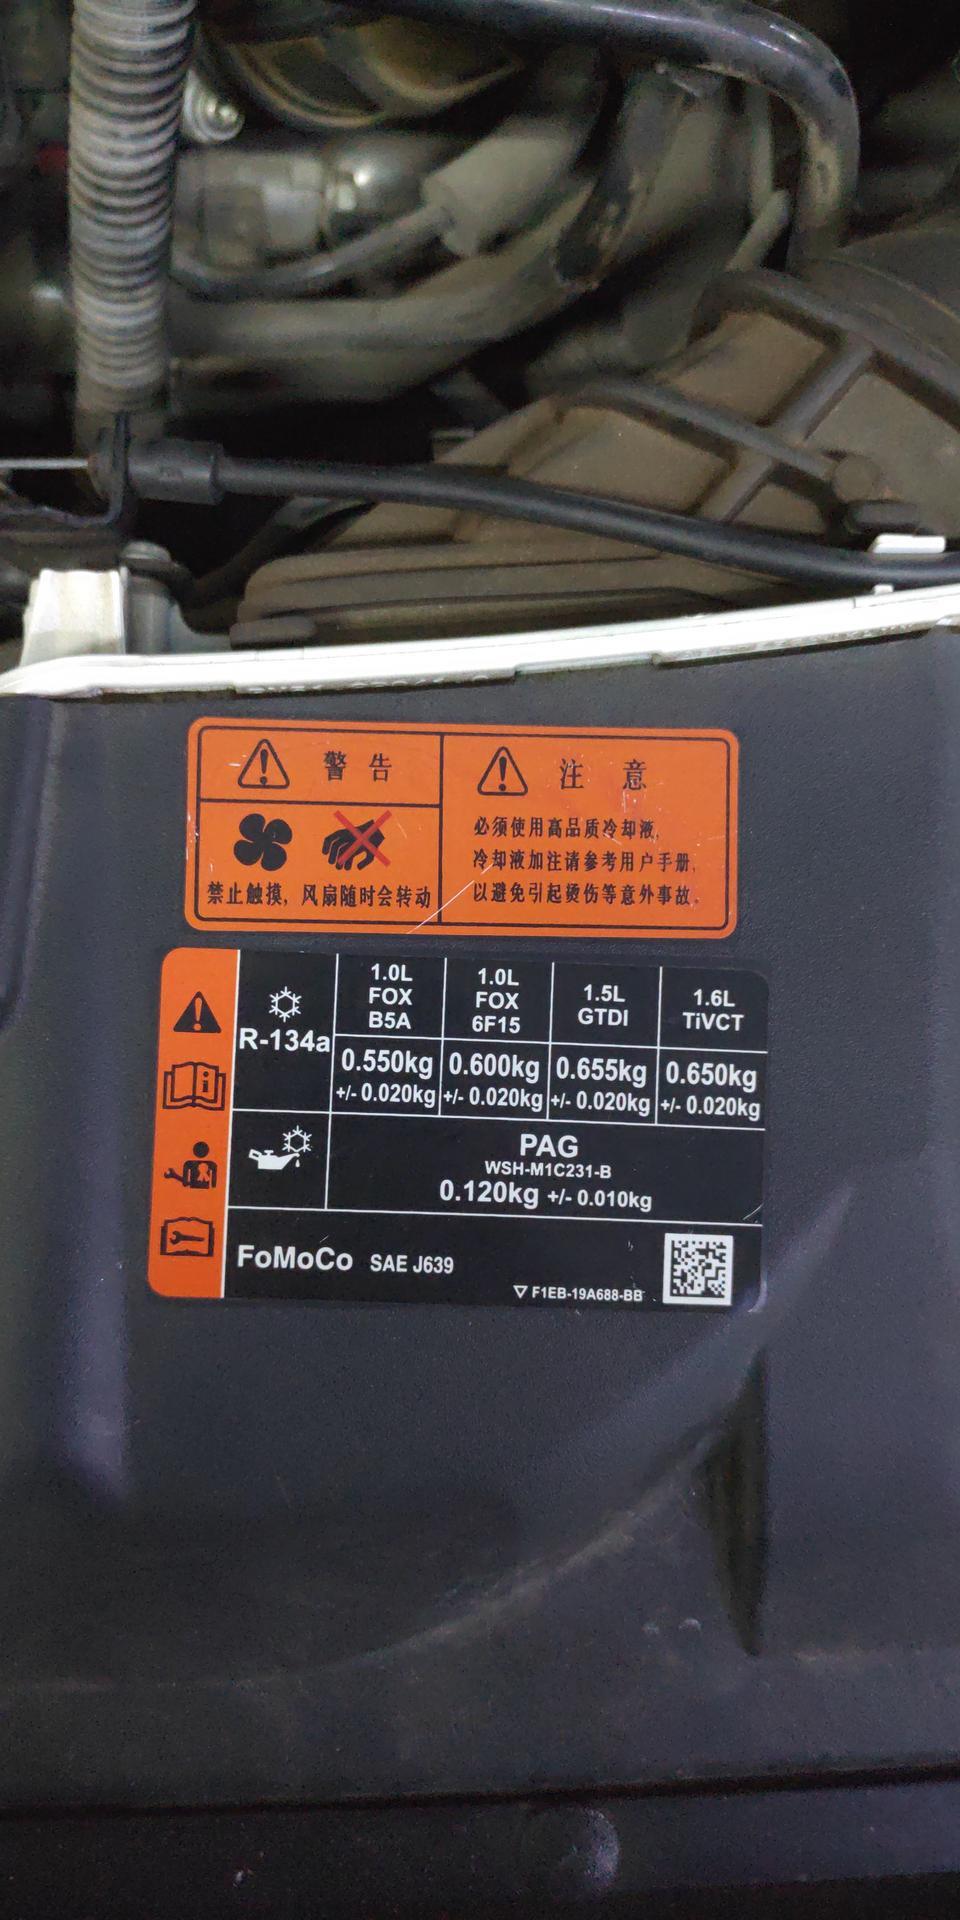 警 告
禁止触摸，风扇随时会转动
注 意
必须使用高品质冷却液，
冷却液加注请参考用户手册，
以避免引起烫伤等意外事故。
R-134a
1.0L
FOX
B5A
1.0L
FOX
6F15
1.5L
GTDI
1.6L
TiVCT
0.550kg
+/- 0.020kg
0.600kg
+/- 0.020kg
0.655kg
+/- 0.020kg
0.650kg
+/- 0.020kg
PAG
WSH-M1C231-B
0.120kg +/- 0.010kg
FoMoCo SAE J639
F1EB-19A688-BB